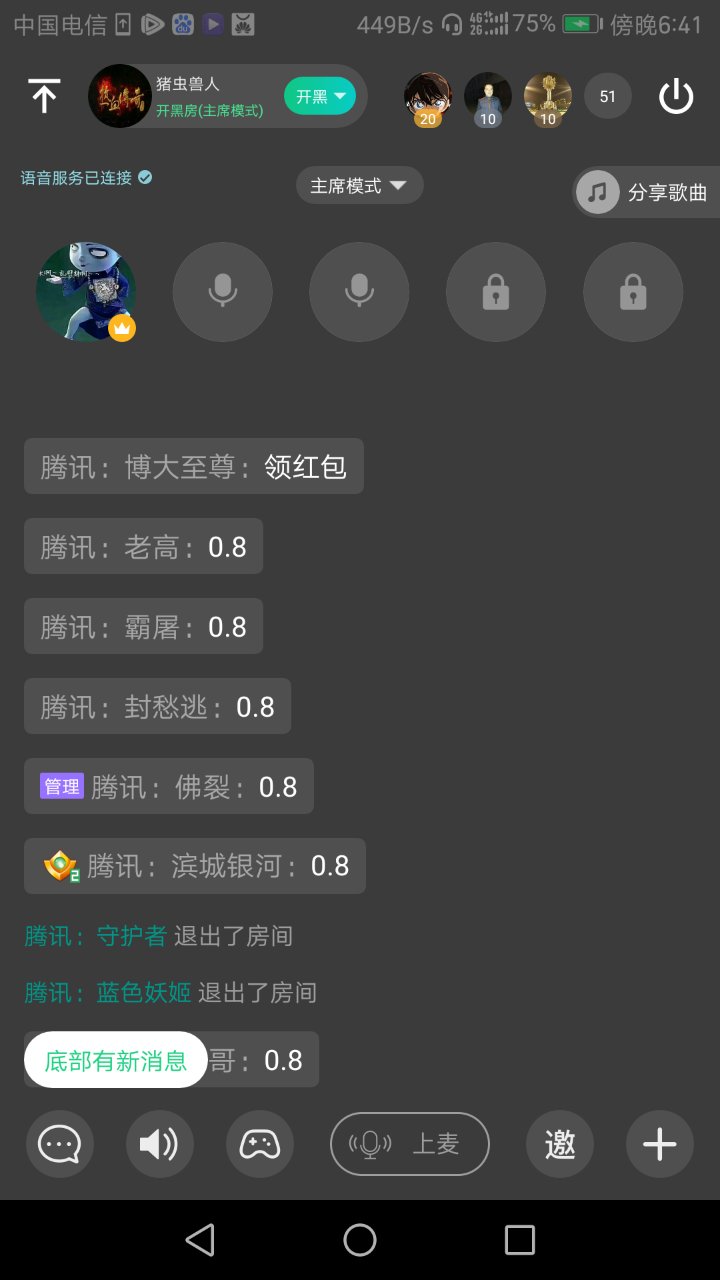 中国电信
449B/s 4G 2G 75% 傍晚6:41
猪虫兽人
开黑房(主席模式)
开黑
20
10
10
51
语音服务已连接
主席模式
分享歌曲
腾讯：博大至尊：领红包
腾讯：老高：0.8
腾讯：霸屠：0.8
腾讯：封愁逃：0.8
管理 腾讯：佛裂：0.8
2 腾讯：滨城银河：0.8
腾讯：守护者 退出了房间
腾讯：蓝色妖姬 退出了房间
底部有新消息 哥：0.8
上麦
邀